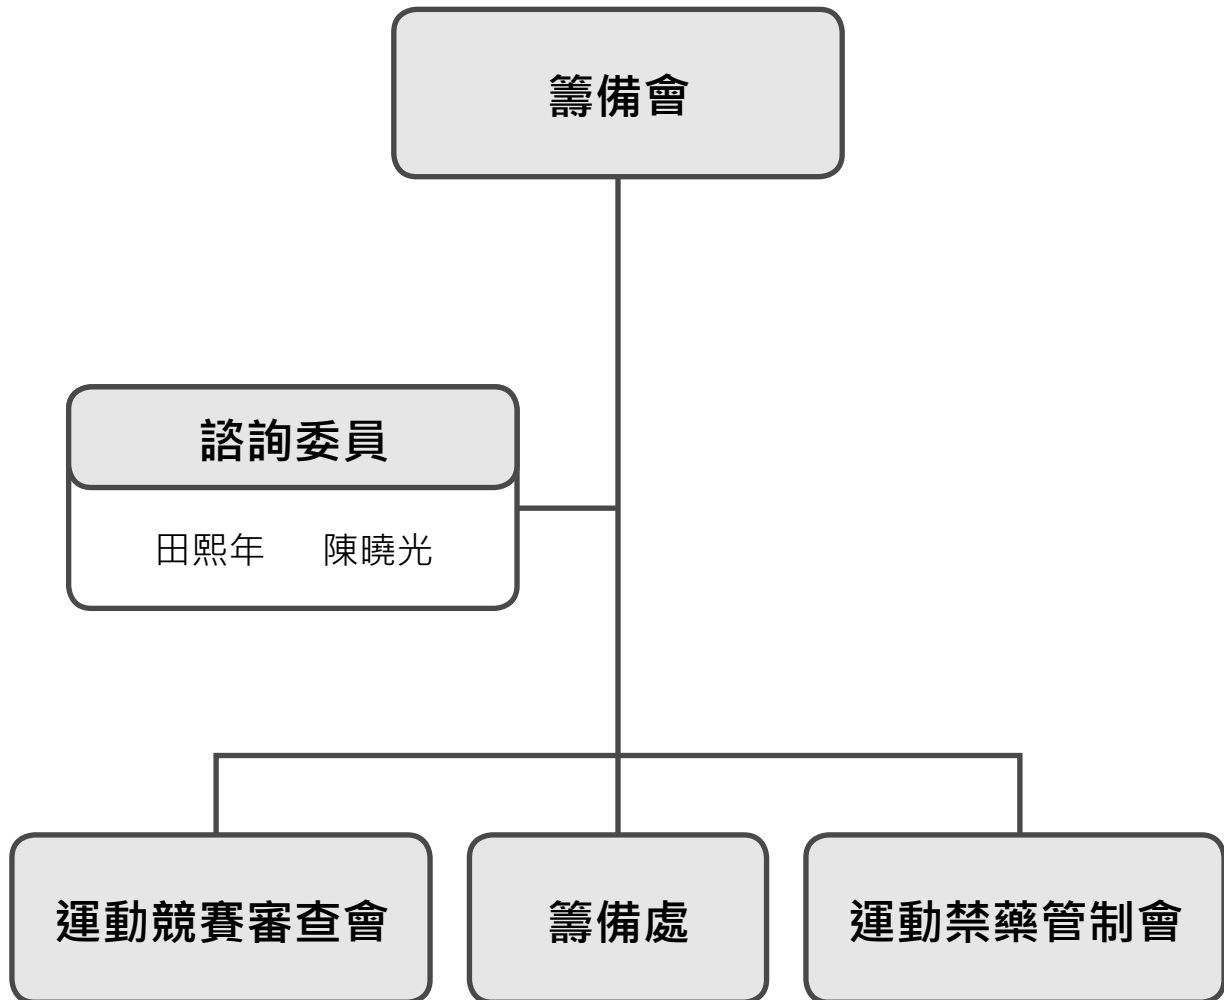 籌備會
諮詢委員
田熙年 陳曉光
運動競賽審查會
籌備處
運動禁藥管制會